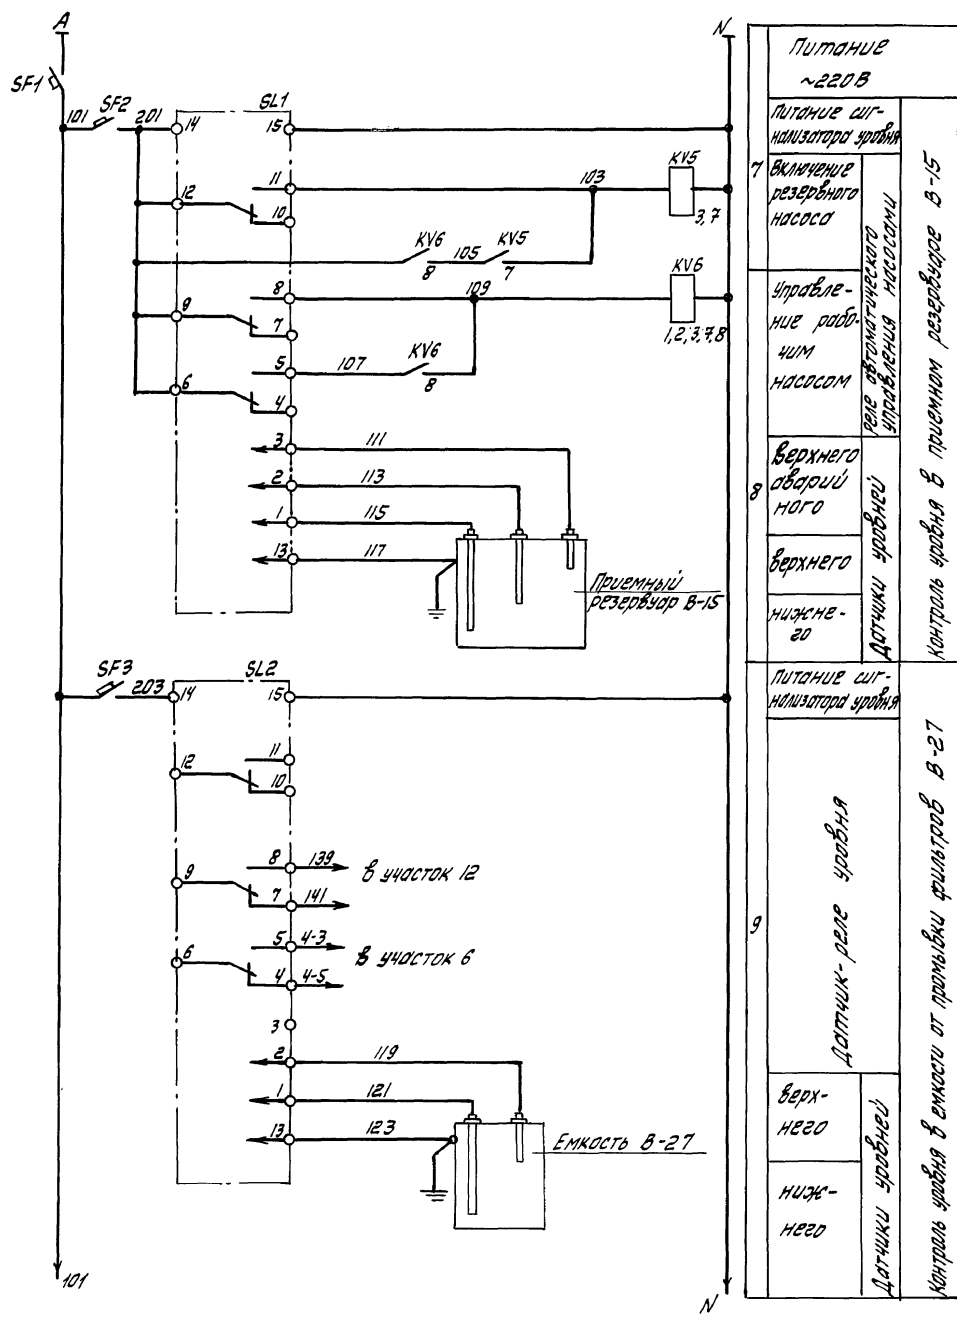 A
N
SF1
101
SF2
201
14
SL1
15
11
12
10
103
KV5
3,7
KV6
8
105
KV5
7
8
109
KV6
1,2,3,7,8
9
7
5
107
KV6
8
6
4
3
111
2
113
1
115
13
117
Приемный
резервуар В-15
SF3
203
14
SL2
15
11
12
10
8
139
в участок 12
9
7
141
5
4-3
в участок 6
6
4
4-5
3
2
119
1
121
13
123
Емкость В-27
101
N
Питание
~220В
7
Питание сиг-
нализатора уровня
Включение
резервного
насоса
Управле-
ние рабо-
чим
насосом
Реле автоматического
управления насосами
8
Верхнего
аварий
ного
верхнего
нижне-
го
Датчики уровней
Контроль уровня в приемном резервуаре В-15
9
Питание сиг-
нализатора уровня
Датчик-реле уровня
верх-
него
ниж-
него
Датчики уровней
Контроль уровня в емкости от промывки фильтров В-27